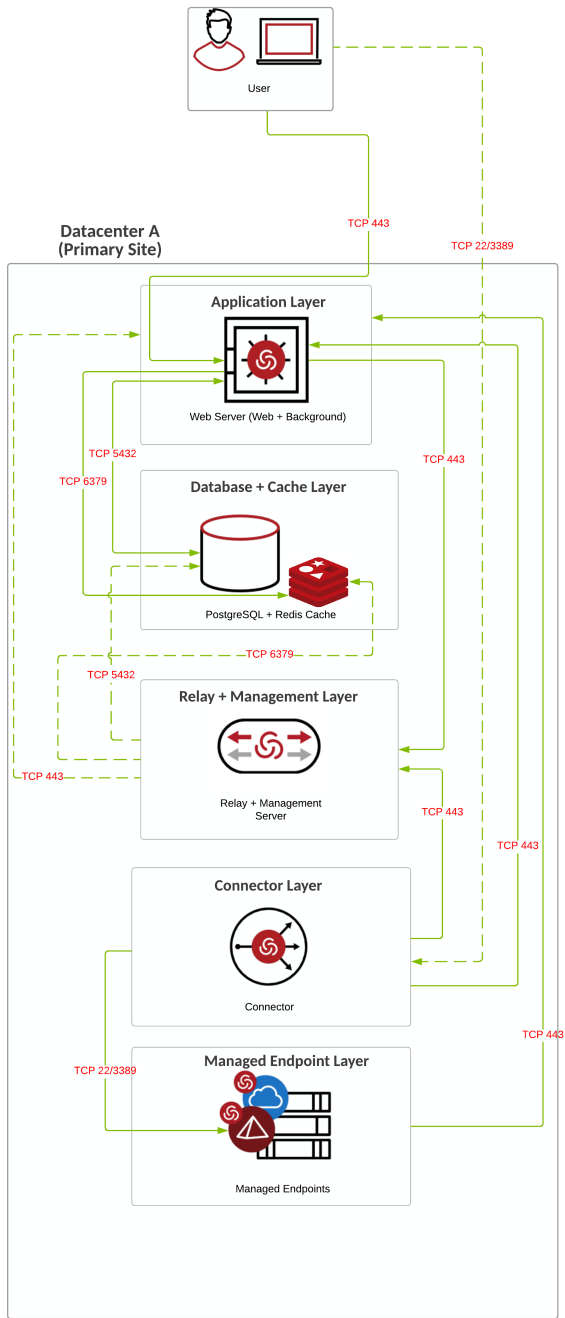 User
TCP 443
TCP 22/3389
Datacenter A
(Primary Site)
Application Layer
Web Server (Web + Background)
TCP 5432
TCP 443
TCP 6379
Database + Cache Layer
PostgreSQL + Redis Cache
TCP 6379
TCP 5432
Relay + Management Layer
TCP 443
Relay + Management
Server
TCP 443
TCP 443
Connector Layer
Connector
TCP 443
Managed Endpoint Layer
TCP 22/3389
Managed Endpoints